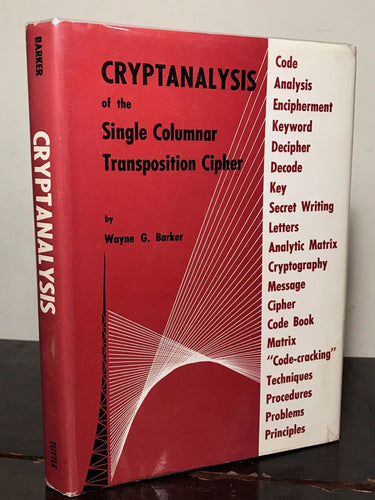 BARKER
CRYPTANALYSIS
TUTTLE
CRYPTANALYSIS
of the
Single Columnar
Transposition Cipher
by
Wayne G. Barker
Code
Analysis
Encipherment
Keyword
Decipher
Decode
Key
Secret Writing
Letters
Analytic Matrix
Cryptography
Message
Cipher
Code Book
Matrix
"Code-cracking"
Techniques
Procedures
Problems
Principles